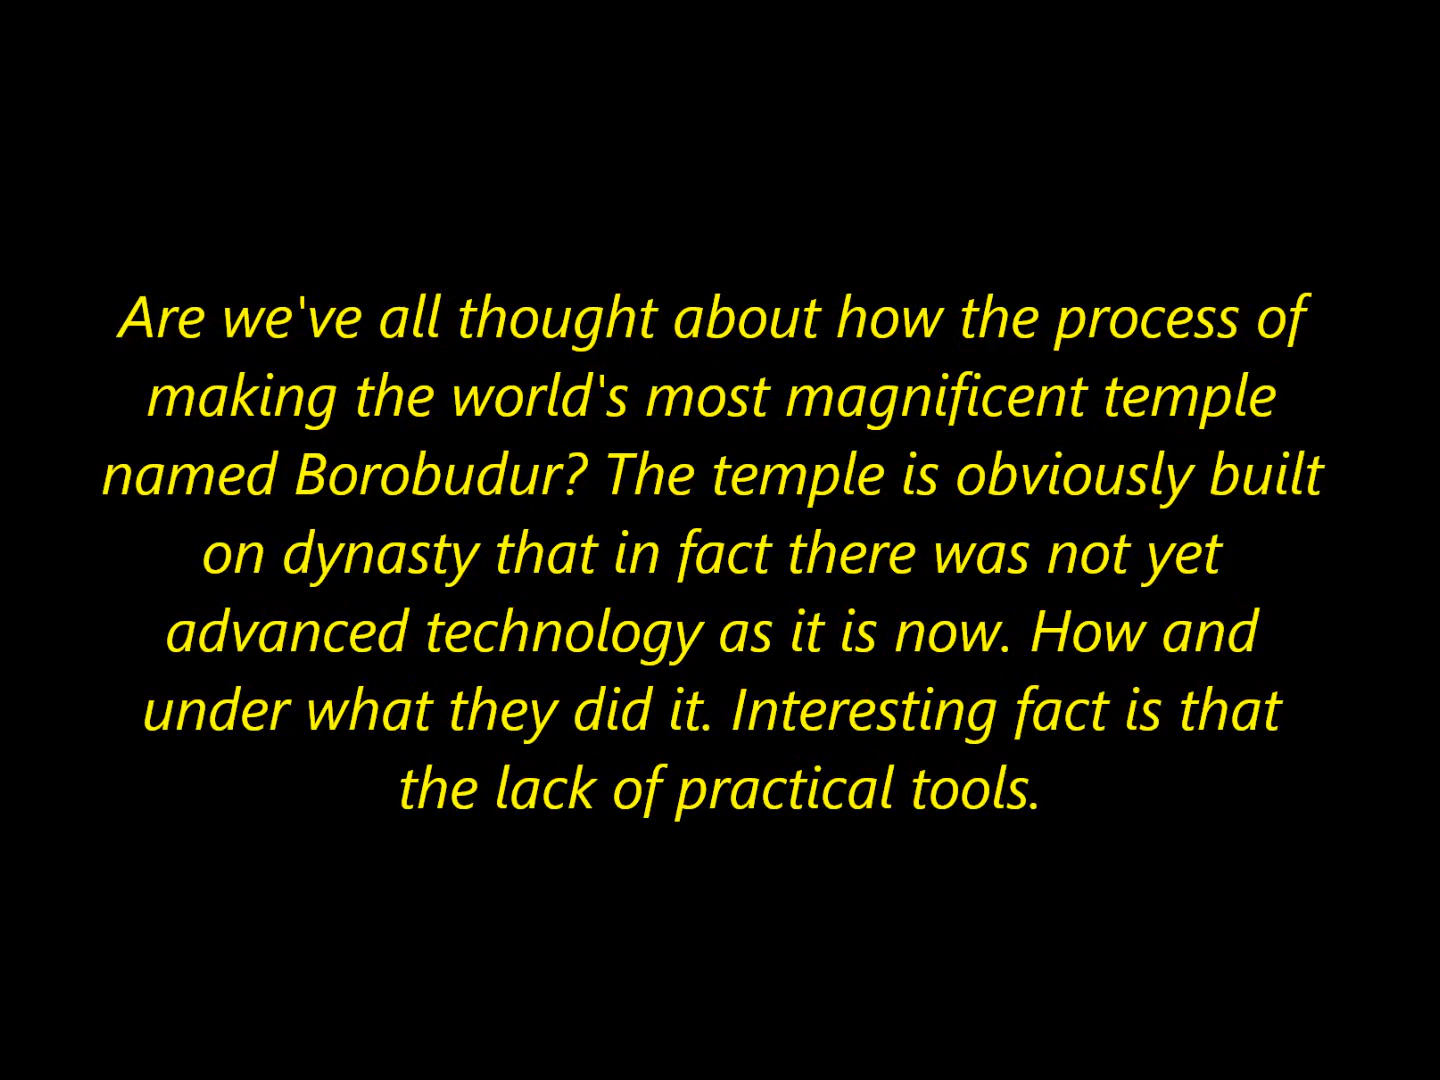 Are we've all thought about how the process of
making the world's most magnificent temple
named Borobudur? The temple is obviously built
on dynasty that in fact there was not yet
advanced technology as it is now. How and
under what they did it. Interesting fact is that
the lack of practical tools.